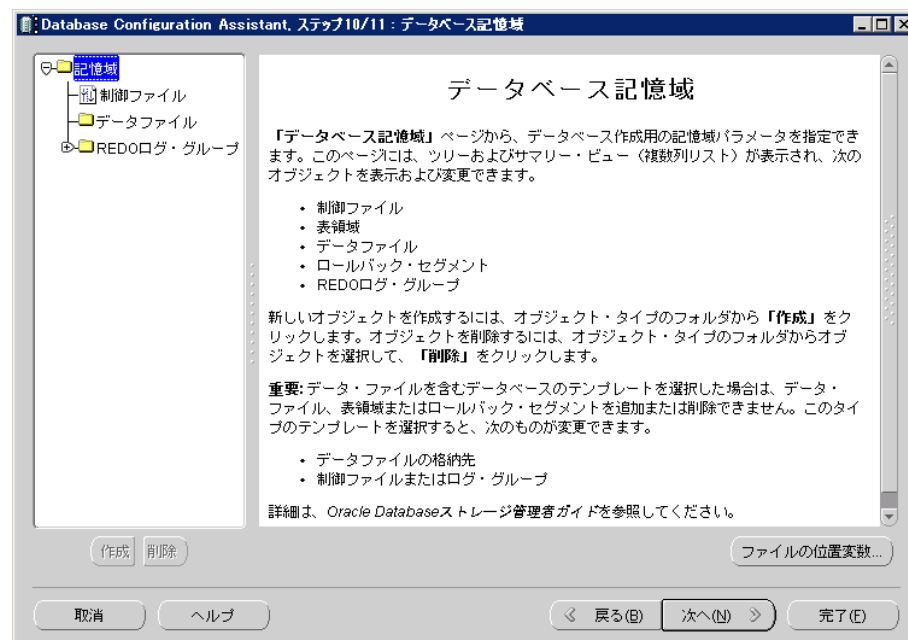 Database Configuration Assistant, ステップ10/11 : データベース記憶域
記憶域
制御ファイル
データファイル
REDOログ・グループ
データベース記憶域
「データベース記憶域」ページから、データベース作成用の記憶域パラメータを指定でき
ます。このページには、ツリーおよびサマリー・ビュー（複数列リスト）が表示され、次の
オブジェクトを表示および変更できます。
・ 制御ファイル
・ 表領域
・ データファイル
・ ロールバック・セグメント
・ REDOログ・グループ
新しいオブジェクトを作成するには、オブジェクト・タイプのフォルダから「作成」をク
リックします。オブジェクトを削除するには、オブジェクト・タイプのフォルダからオブ
ジェクトを選択して、「削除」をクリックします。
重要:データ・ファイルを含むデータベースのテンプレートを選択した場合は、データ・
ファイル、表領域またはロールバック・セグメントを追加または削除できません。このタイ
プのテンプレートを選択すると、次のものが変更できます。
・ データファイルの格納先
・ 制御ファイルまたはログ・グループ
詳細は、Oracle Databaseストレージ管理者ガイドを参照してください。
作成 削除
ファイルの位置変数...
取消 ヘルプ 戻る(B) 次へ(N) 完了(F)